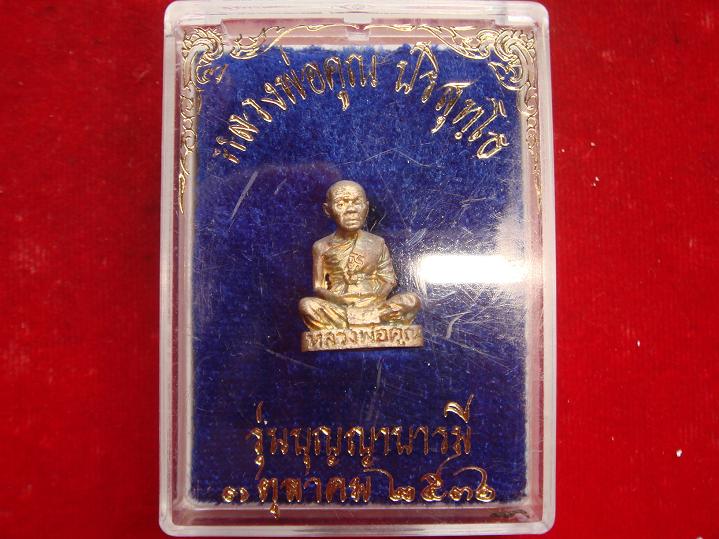 หลวงพ่อคูณ ปริสุทฺโธ
หลวงพ่อคูณ
รุ่นบุญญาบารมี
๓ ตุลาคม ๒๕๓๖